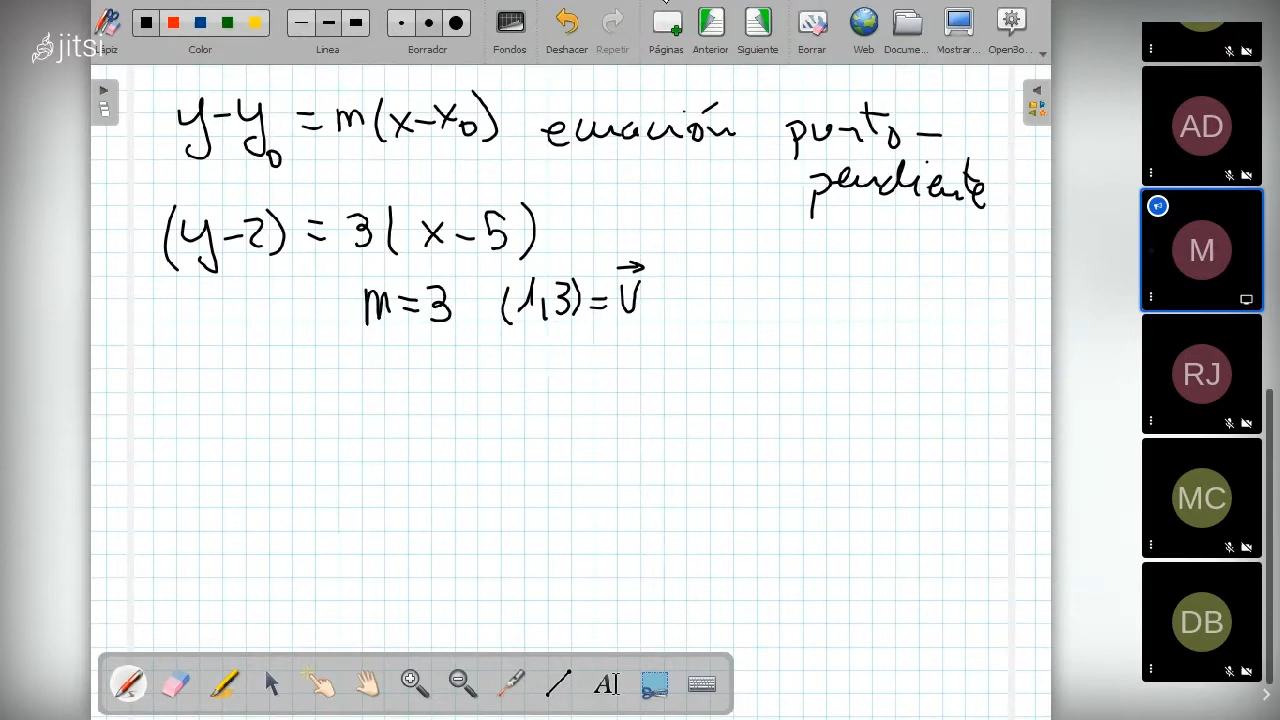 jitsi
Color
Línea
Borrador
Fondos
Deshacer
Repetir
Páginas
Anterior
Siguiente
Borrar
Web
Docume...
Mostrar...
OpenBo...
y-y₀ = m(x-x₀) ecuación punto-
pendiente
(y-2) = 3(x-5)
m=3 (1,3)=v⃗
AI
AD
M
RJ
MC
DB